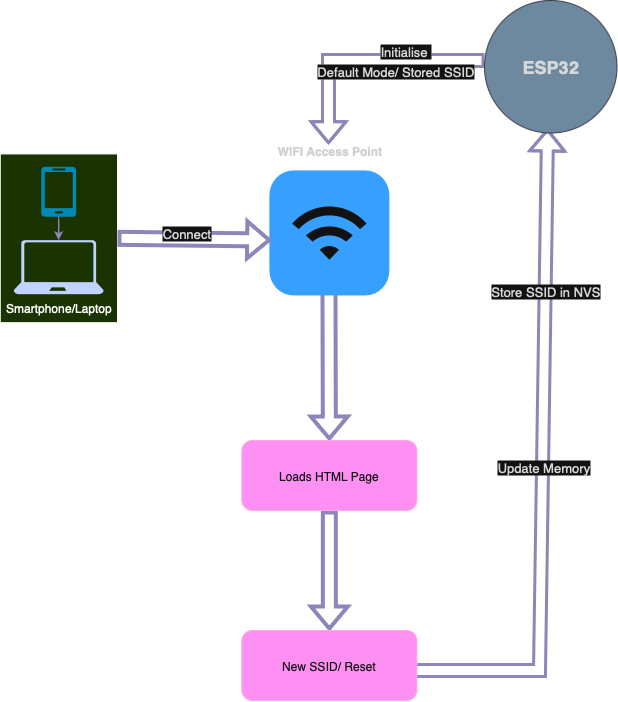 Initialise
ESP32
Default Mode/ Stored SSID
WIFI Access Point
Connect
Smartphone/Laptop
Store SSID in NVS
Update Memory
Loads HTML Page
New SSID/ Reset